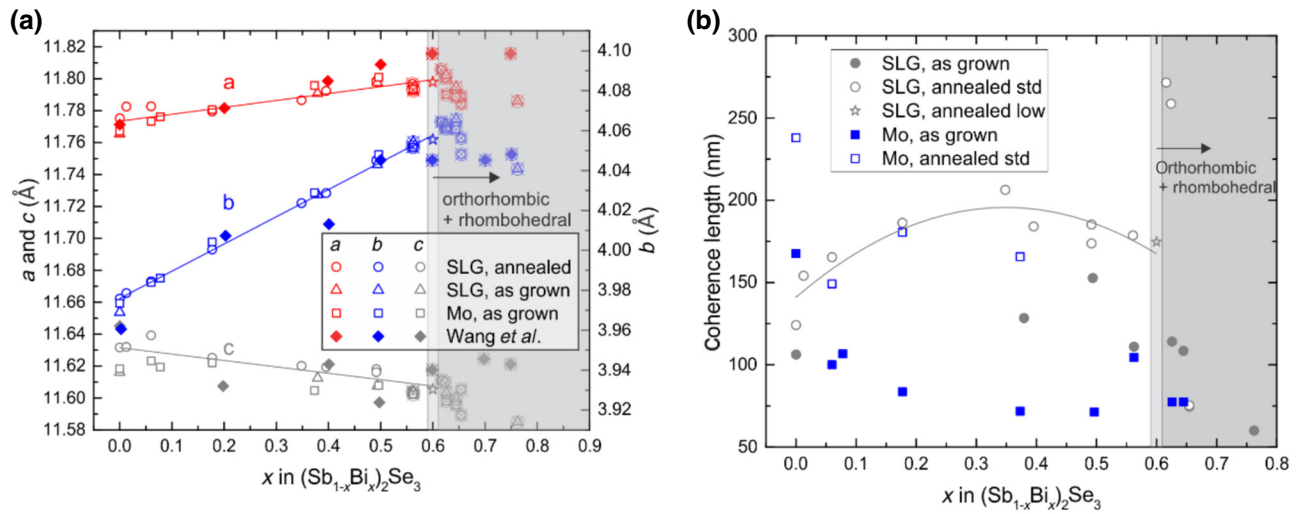 (a)
11.82
11.80
11.78
11.76
11.74
11.72
11.70
11.68
11.66
11.64
11.62
11.60
11.58
a and c (Å)
a
b
c
4.10
4.08
4.06
4.04
4.02
4.00
3.98
3.96
3.94
3.92
b (Å)
orthorhombic
+ rhombohedral
a b c
SLG, annealed
SLG, as grown
Mo, as grown
Wang et al.
0.0 0.1 0.2 0.3 0.4 0.5 0.6 0.7 0.8 0.9
x in (Sb1-xBix)2Se3
(b)
300
250
200
150
100
50
Coherence length (nm)
SLG, as grown
SLG, annealed std
SLG, annealed low
Mo, as grown
Mo, annealed std
Orthorhombic
+ rhombohedral
0.0 0.1 0.2 0.3 0.4 0.5 0.6 0.7 0.8
x in (Sb1-xBix)2Se3